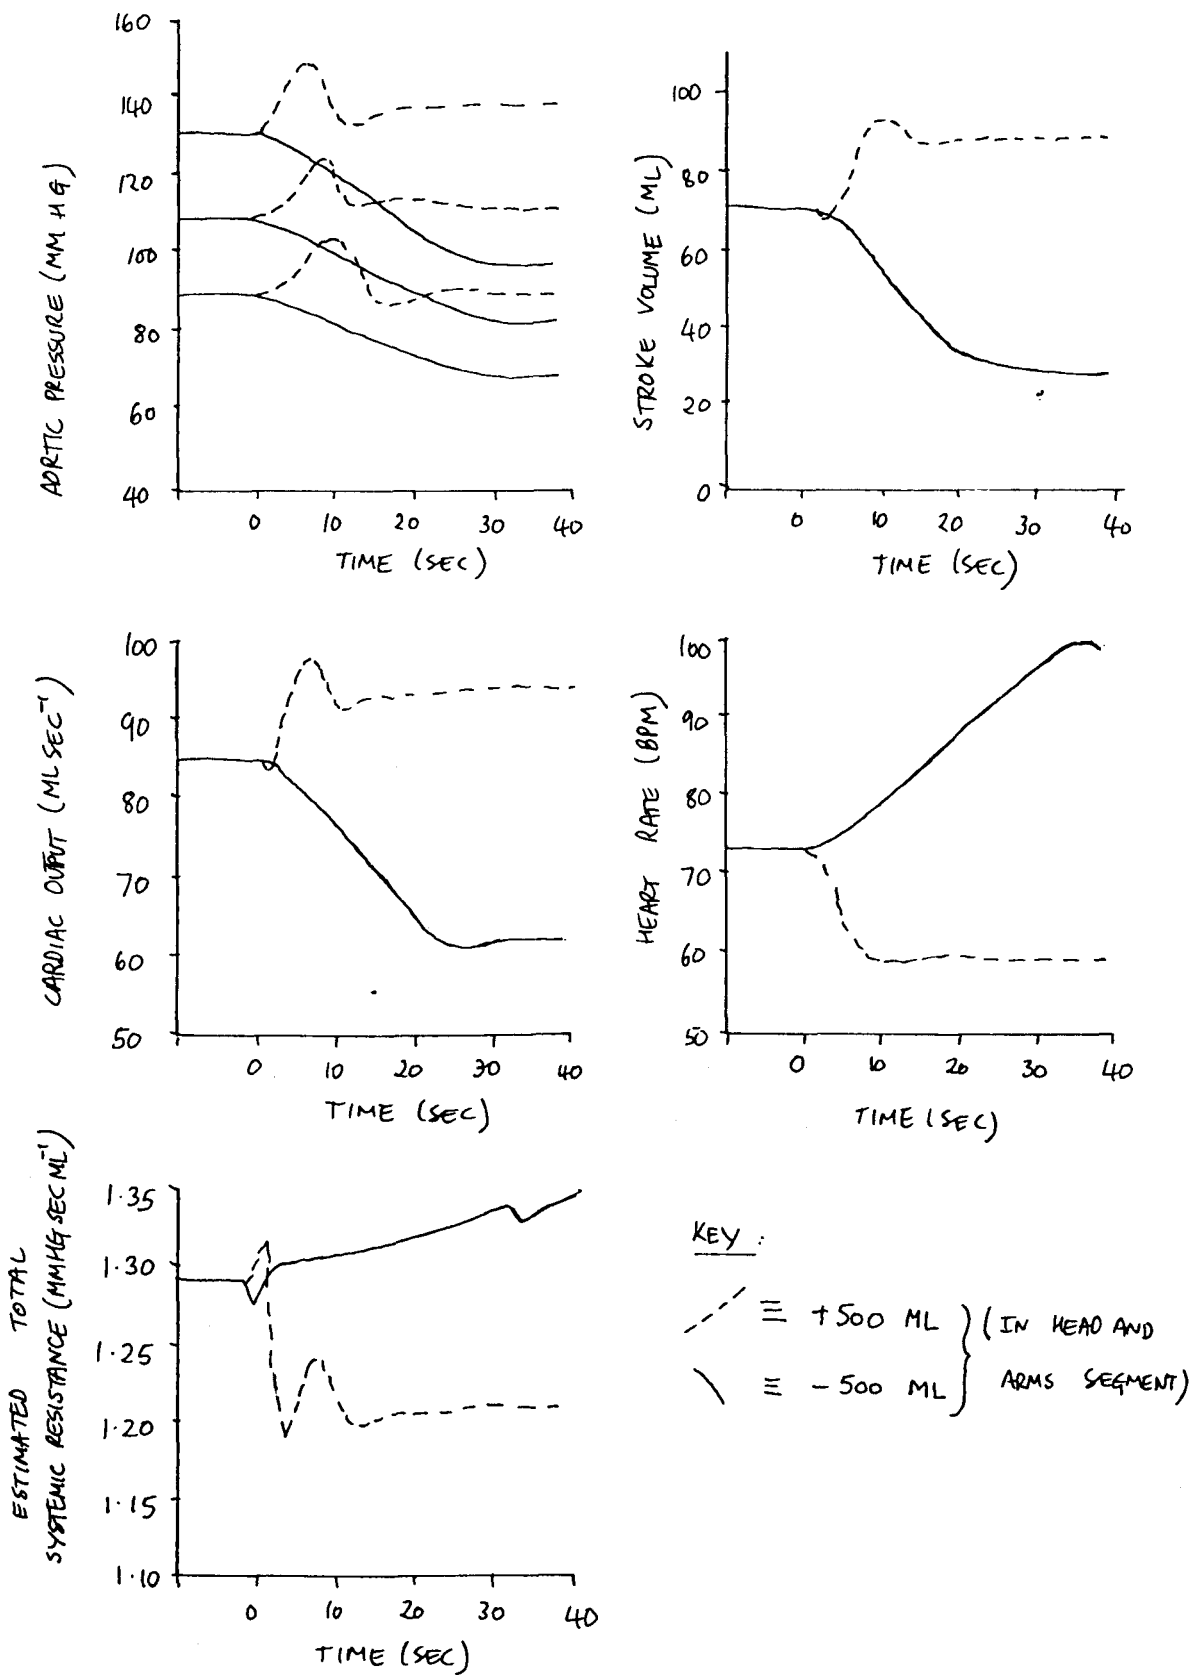 160
140
120
100
80
60
40
AORTIC PRESSURE (MM HG)
0 10 20 30 40
TIME (SEC)
100
80
60
40
20
0
STROKE VOLUME (ML)
0 10 20 30 40
TIME (SEC)
100
90
80
70
60
50
CARDIAC OUTPUT (ML SEC⁻¹)
0 10 20 30 40
TIME (SEC)
100
90
80
70
60
50
HEART RATE (BPM)
0 10 20 30 40
TIME (SEC)
1.35
1.30
1.25
1.20
1.15
1.10
ESTIMATED TOTAL
SYSTEMIC RESISTANCE (MMHG SEC ML⁻¹)
0 10 20 30 40
TIME (SEC)
KEY :
≡ +500 ML } (IN HEAD AND
≡ -500 ML ARMS SEGMENT)